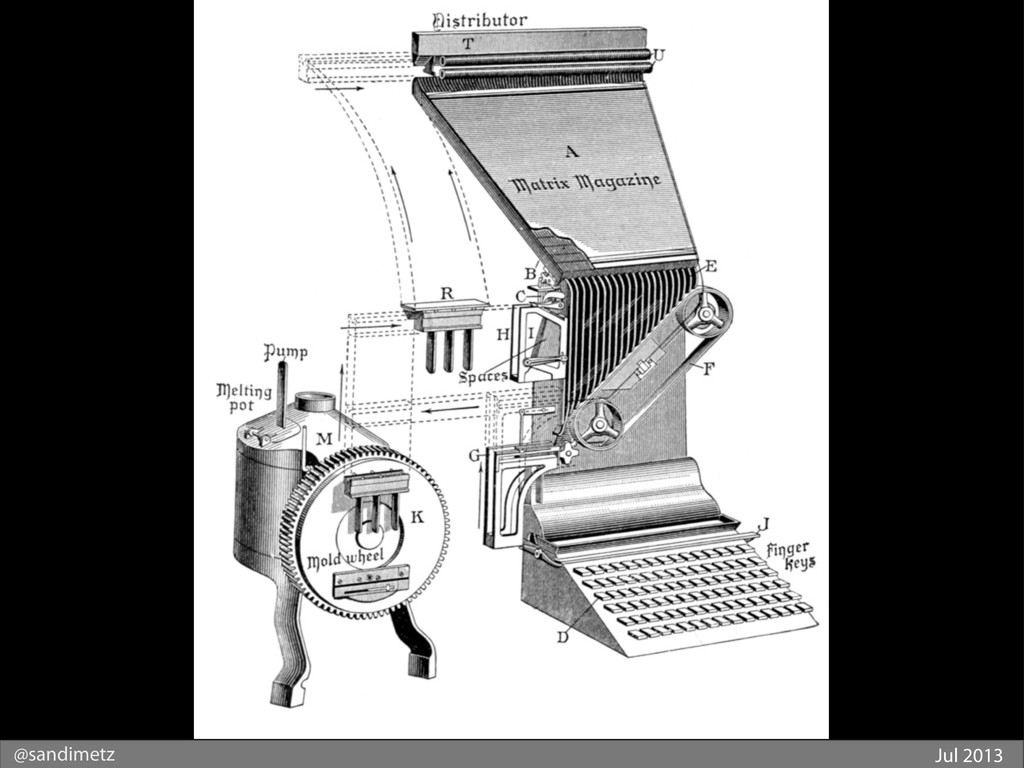 Distributor
T
U
A
Matrix Magazine
B
E
C
R
H
I
Spaces
F
Pump
Melting
pot
M
G
K
J
Finger
keys
Mold wheel
D
@sandimetz
Jul 2013